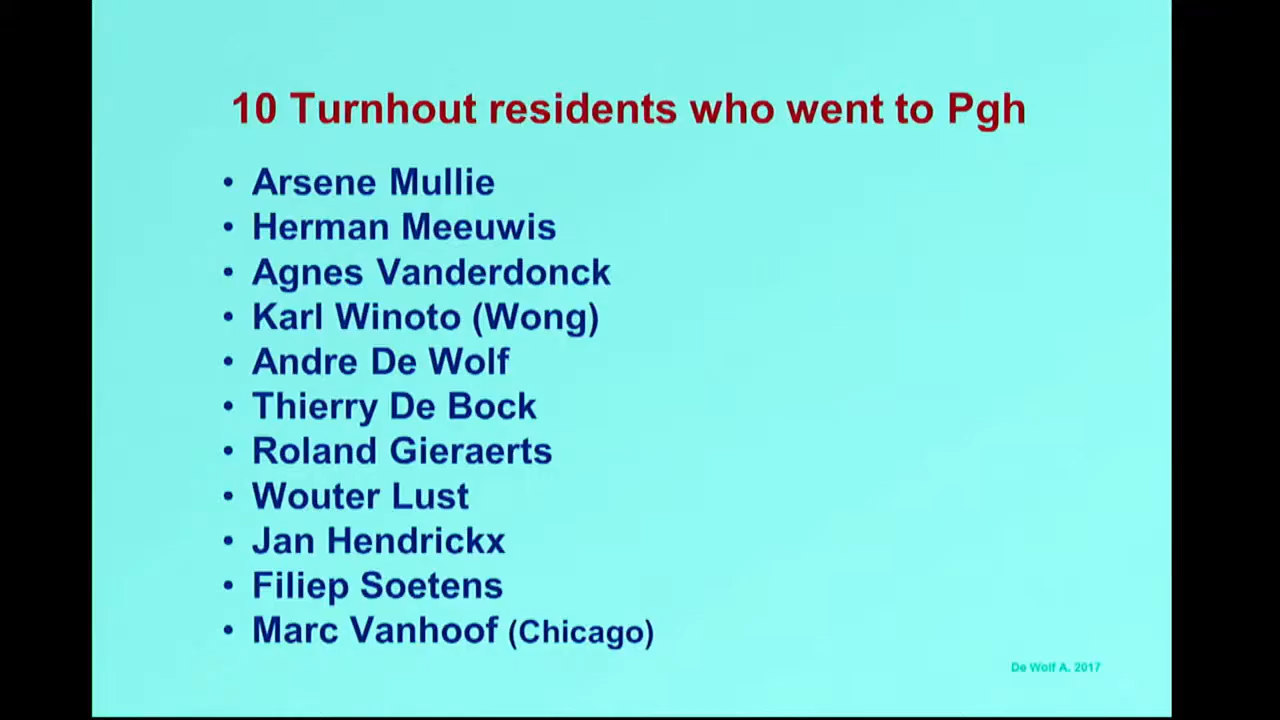 10 Turnhout residents who went to Pgh
• Arsene Mullie
• Herman Meeuwis
• Agnes Vanderdonck
• Karl Winoto (Wong)
• Andre De Wolf
• Thierry De Bock
• Roland Gieraerts
• Wouter Lust
• Jan Hendrickx
• Filiep Soetens
• Marc Vanhoof (Chicago)
De Wolf A. 2017